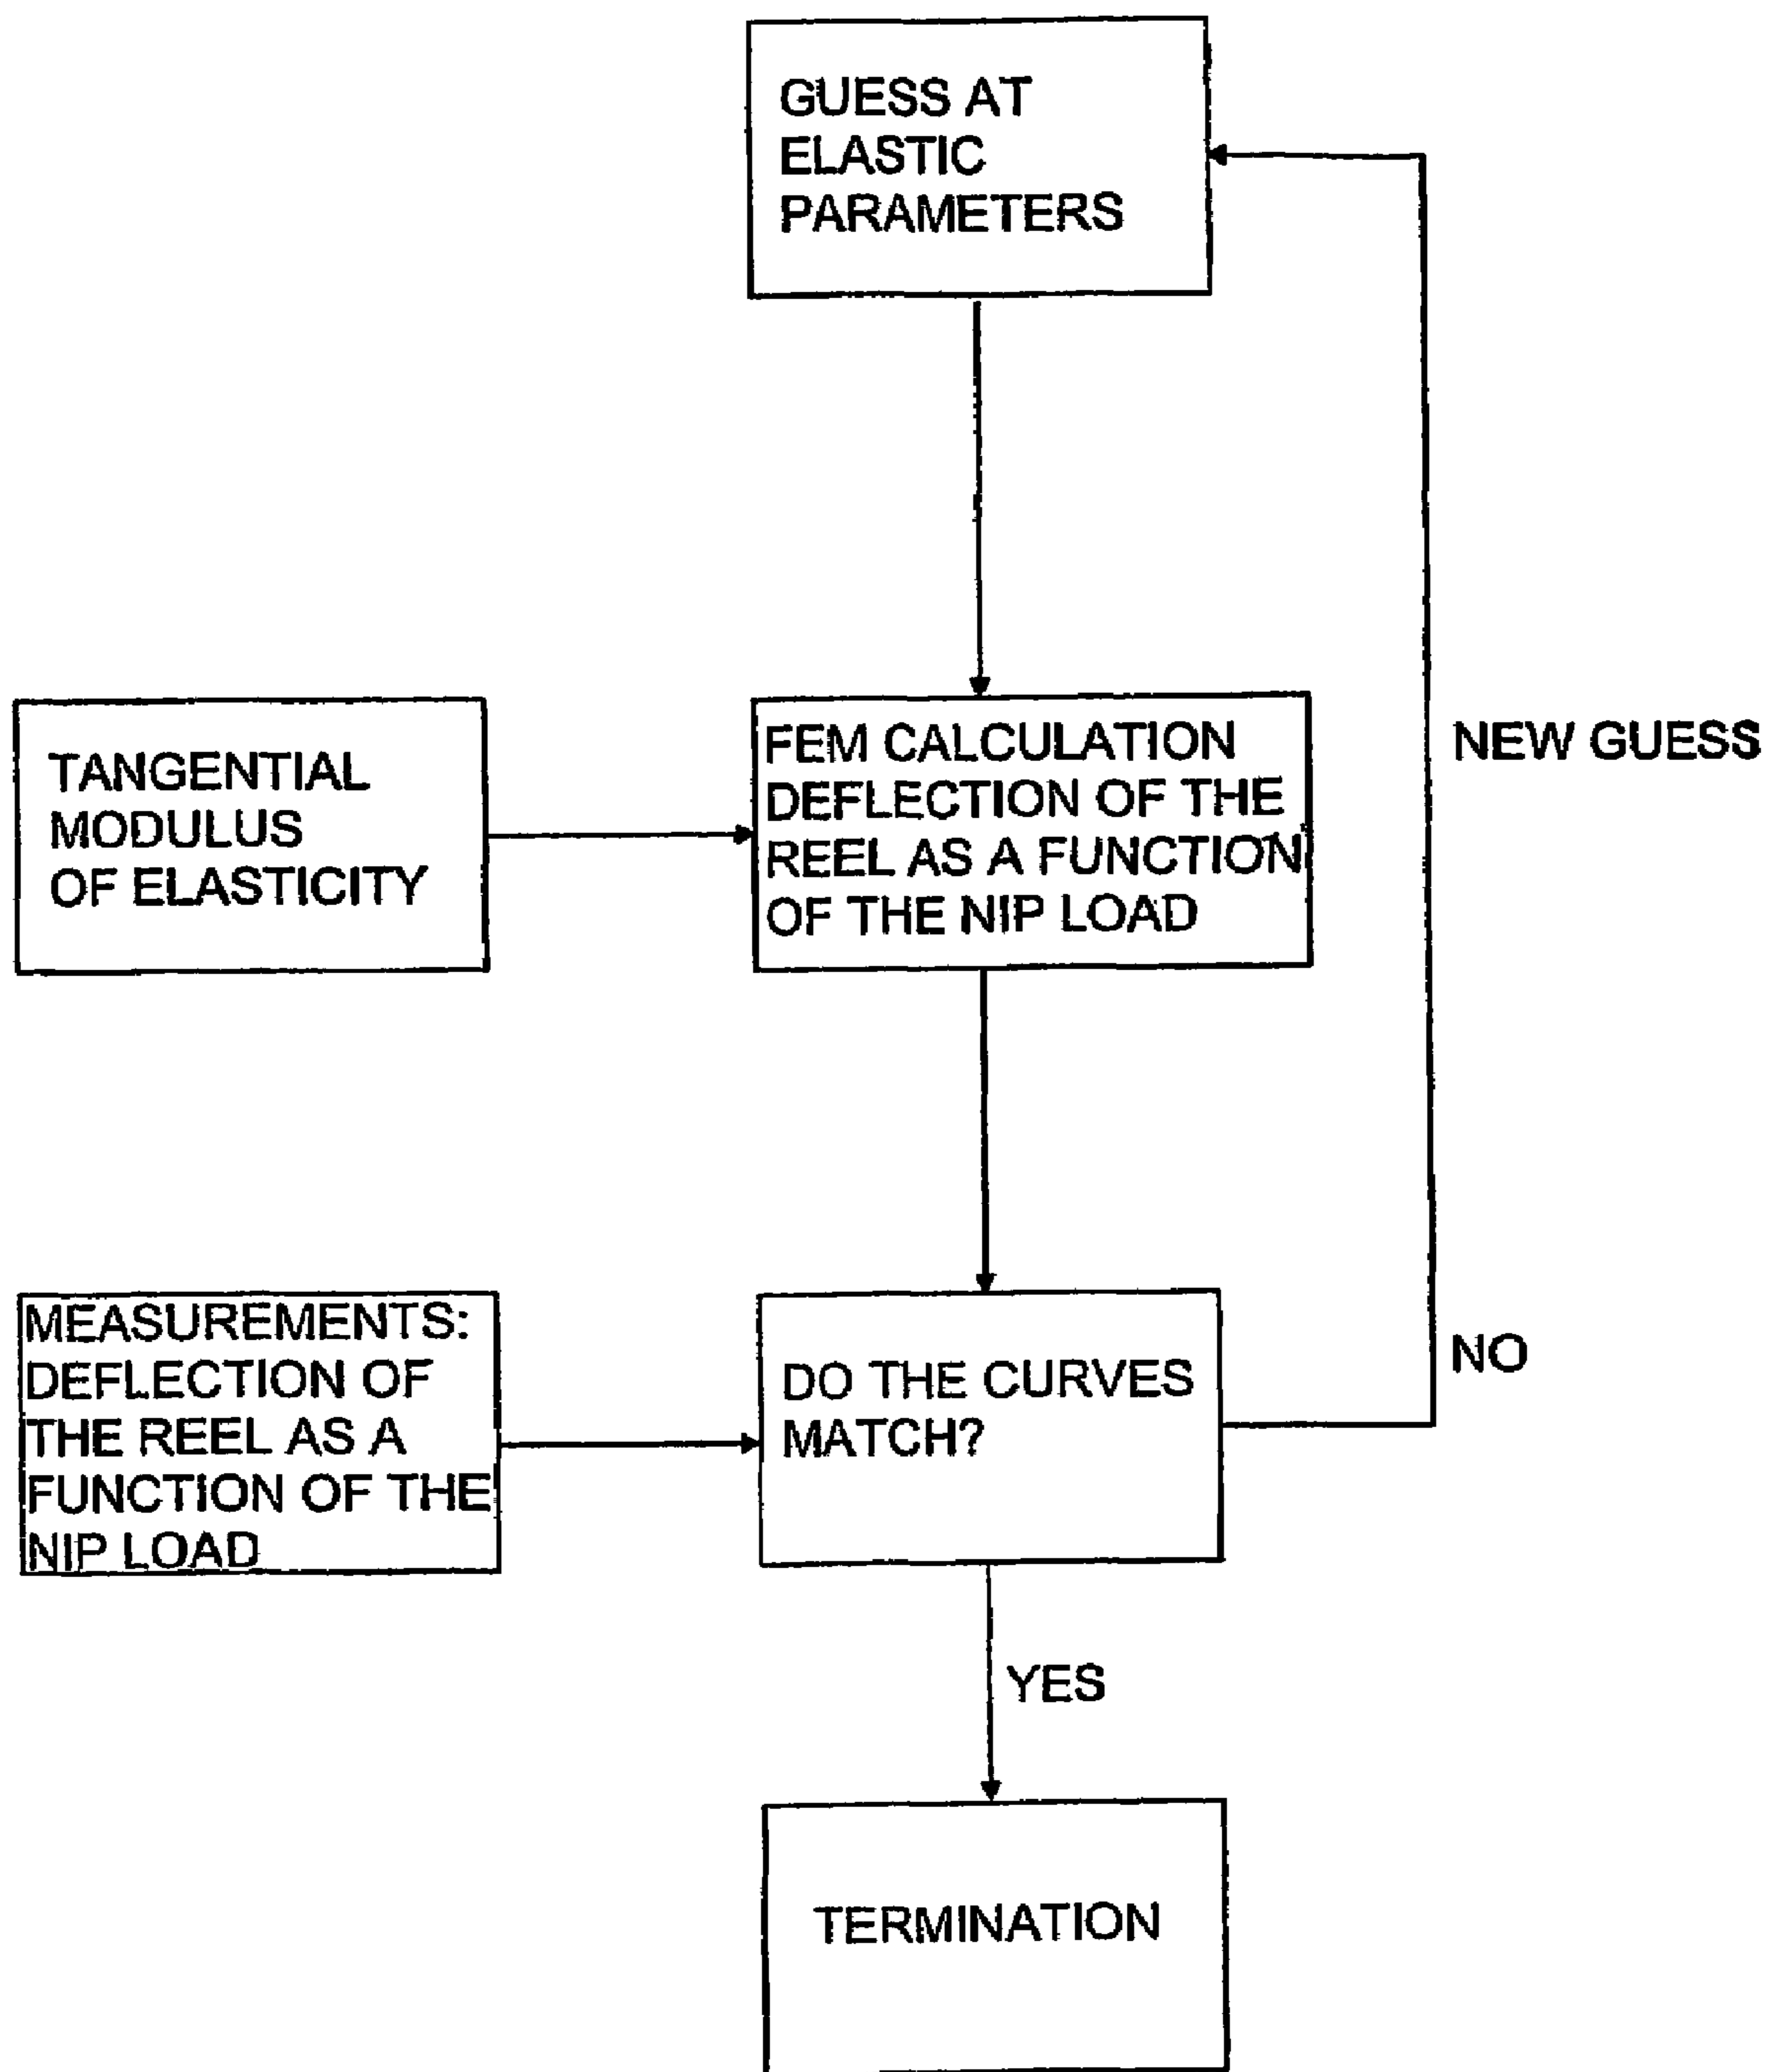 GUESS AT
ELASTIC
PARAMETERS
TANGENTIAL
MODULUS
OF ELASTICITY
FEM CALCULATION
DEFLECTION OF THE
REEL AS A FUNCTION
OF THE NIP LOAD
NEW GUESS
MEASUREMENTS:
DEFLECTION OF
THE REEL AS A
FUNCTION OF THE
NIP LOAD
DO THE CURVES
MATCH?
NO
YES
TERMINATION